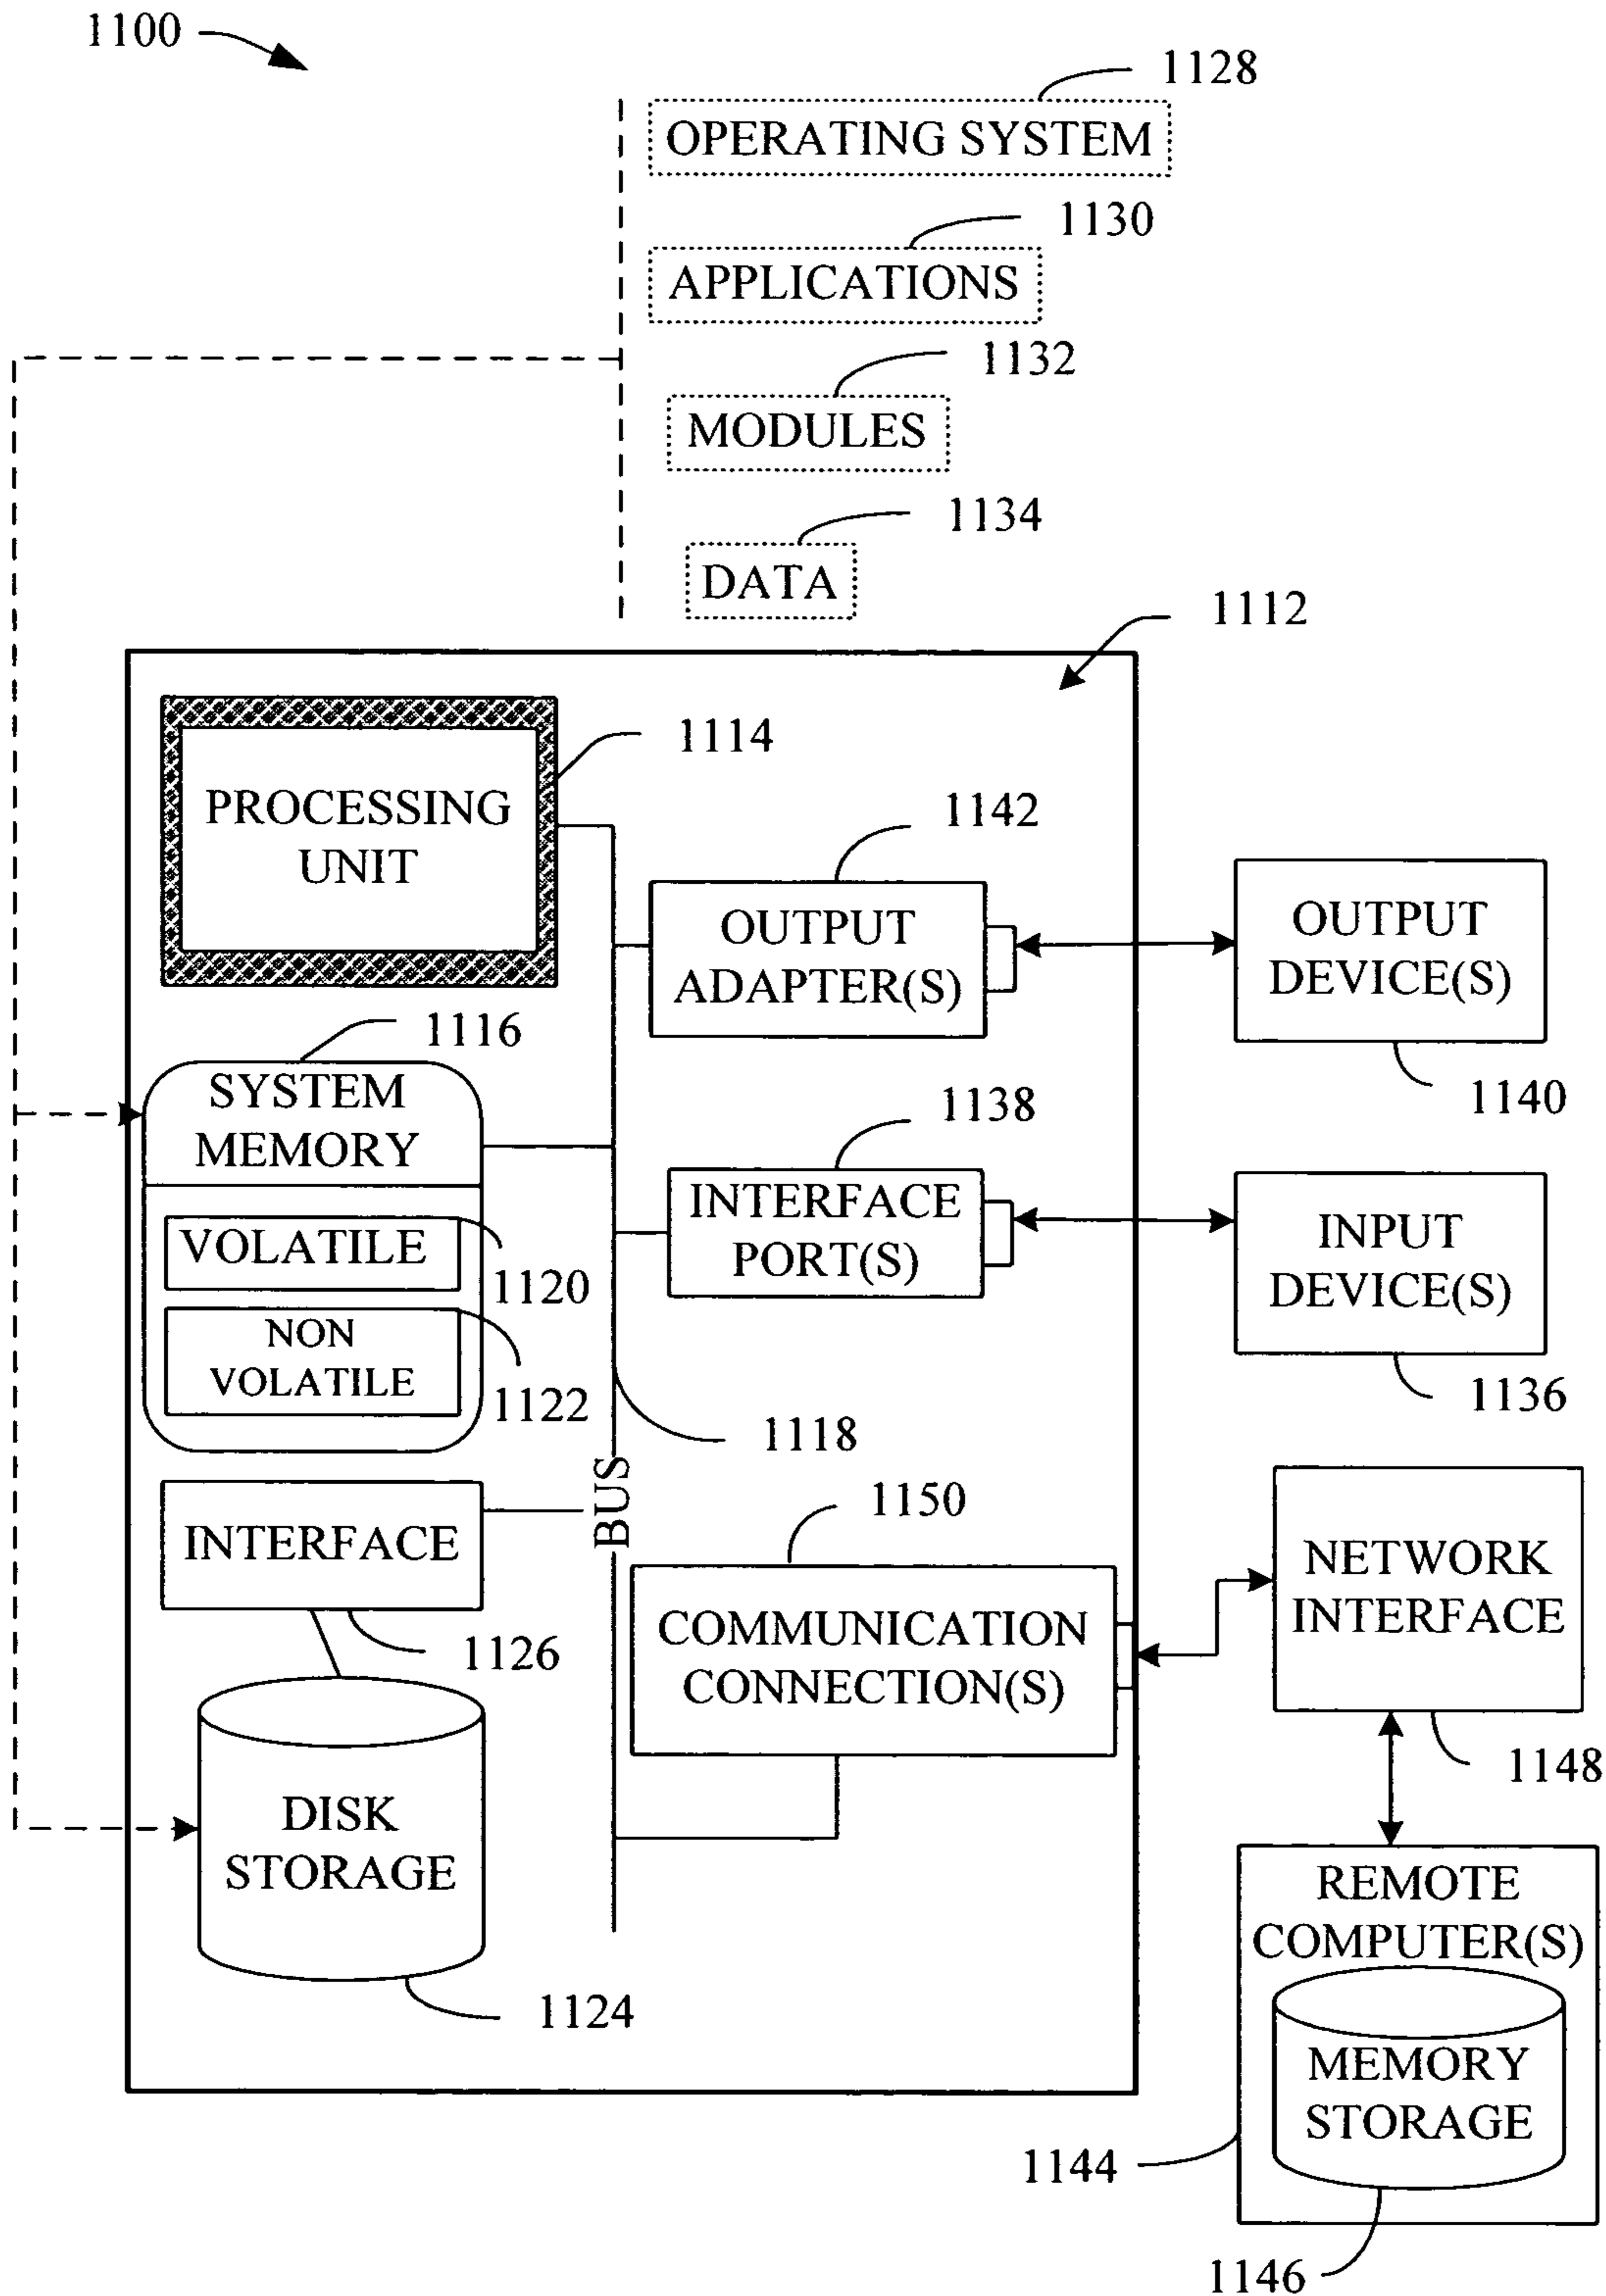 1100
1128
OPERATING SYSTEM
1130
APPLICATIONS
1132
MODULES
1134
DATA
1112
PROCESSING
UNIT
1114
1142
OUTPUT
ADAPTER(S)
OUTPUT
DEVICE(S)
1140
1116
SYSTEM
MEMORY
VOLATILE
1120
NON
VOLATILE
1122
1138
INTERFACE
PORT(S)
INPUT
DEVICE(S)
1136
1118
BUS
INTERFACE
1126
1150
COMMUNICATION
CONNECTION(S)
NETWORK
INTERFACE
1148
DISK
STORAGE
1124
REMOTE
COMPUTER(S)
MEMORY
STORAGE
1144
1146